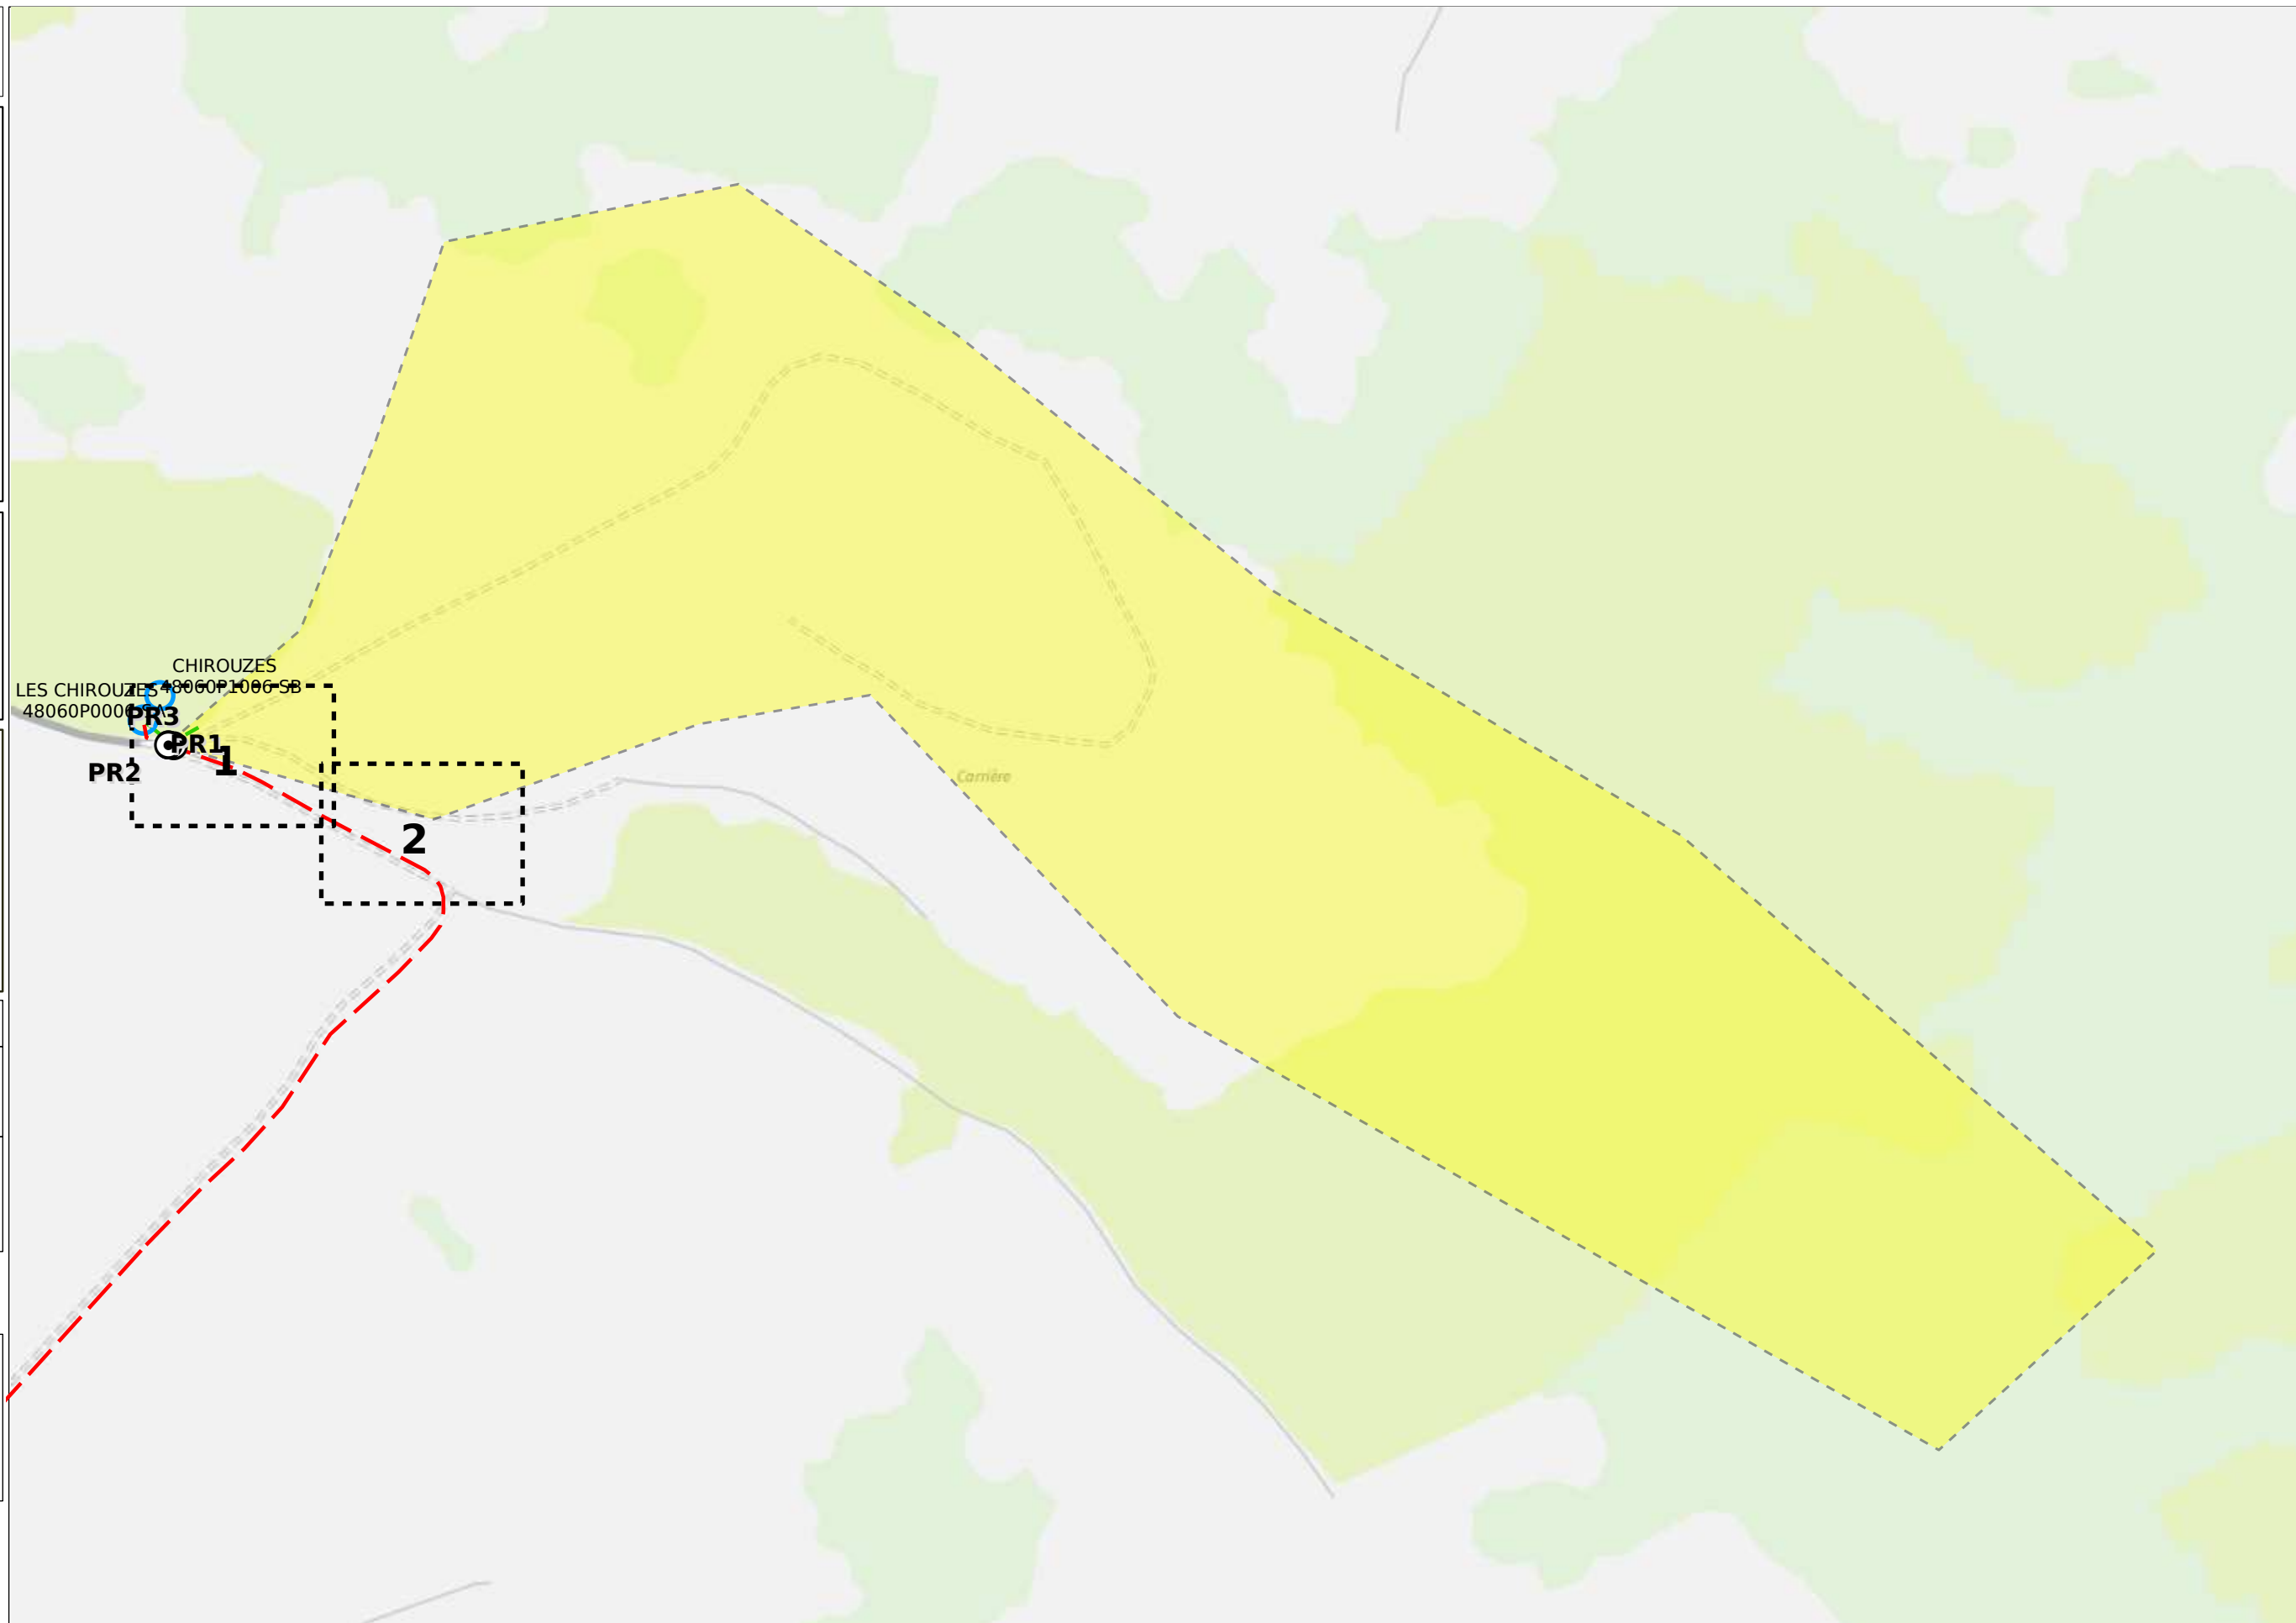 CHIROUZES
48060P1006 SB
LES CHIROUZES
48060P0006 SA
PR3
PR1
1
PR2
Carrière
2